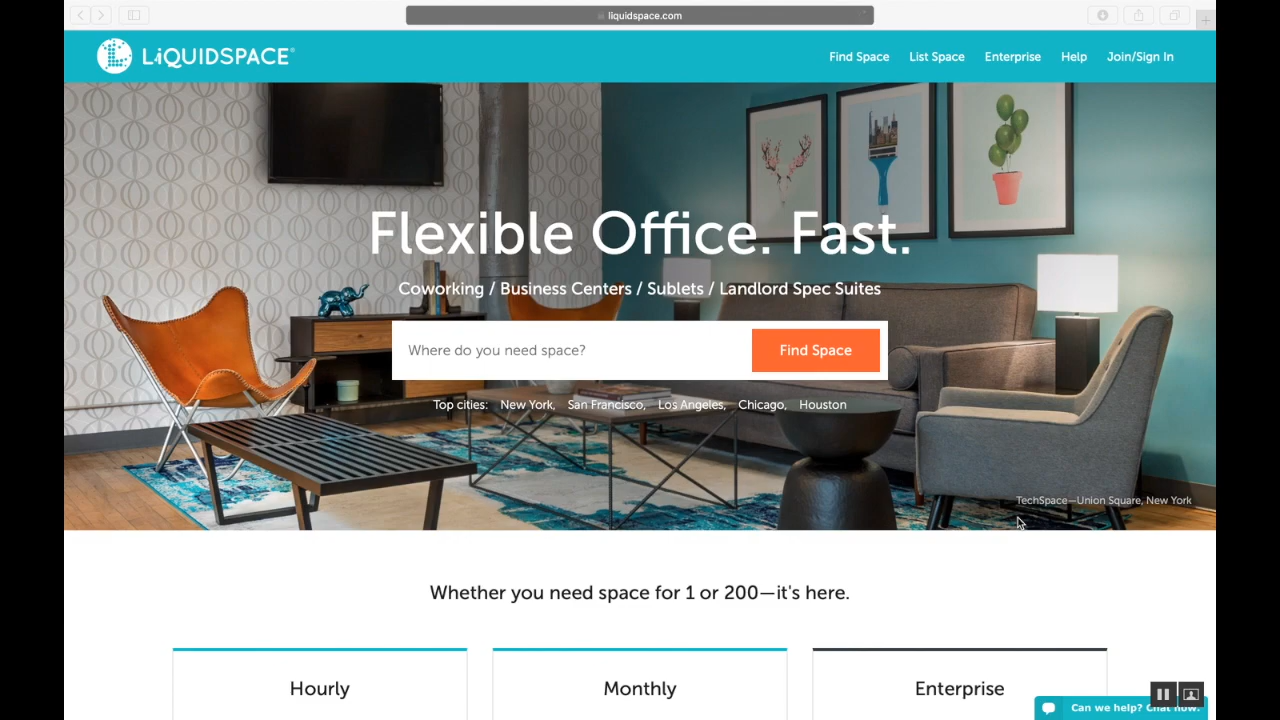 liquidspace.com
LiQUIDSPACE®
Find Space List Space Enterprise Help Join/Sign In
Flexible Office. Fast.
Coworking / Business Centers / Sublets / Landlord Spec Suites
Where do you need space? Find Space
Top cities: New York, San Francisco, Los Angeles, Chicago, Houston
TechSpace—Union Square, New York
Whether you need space for 1 or 200—it's here.
Hourly Monthly Enterprise
Can we help? Chat now.